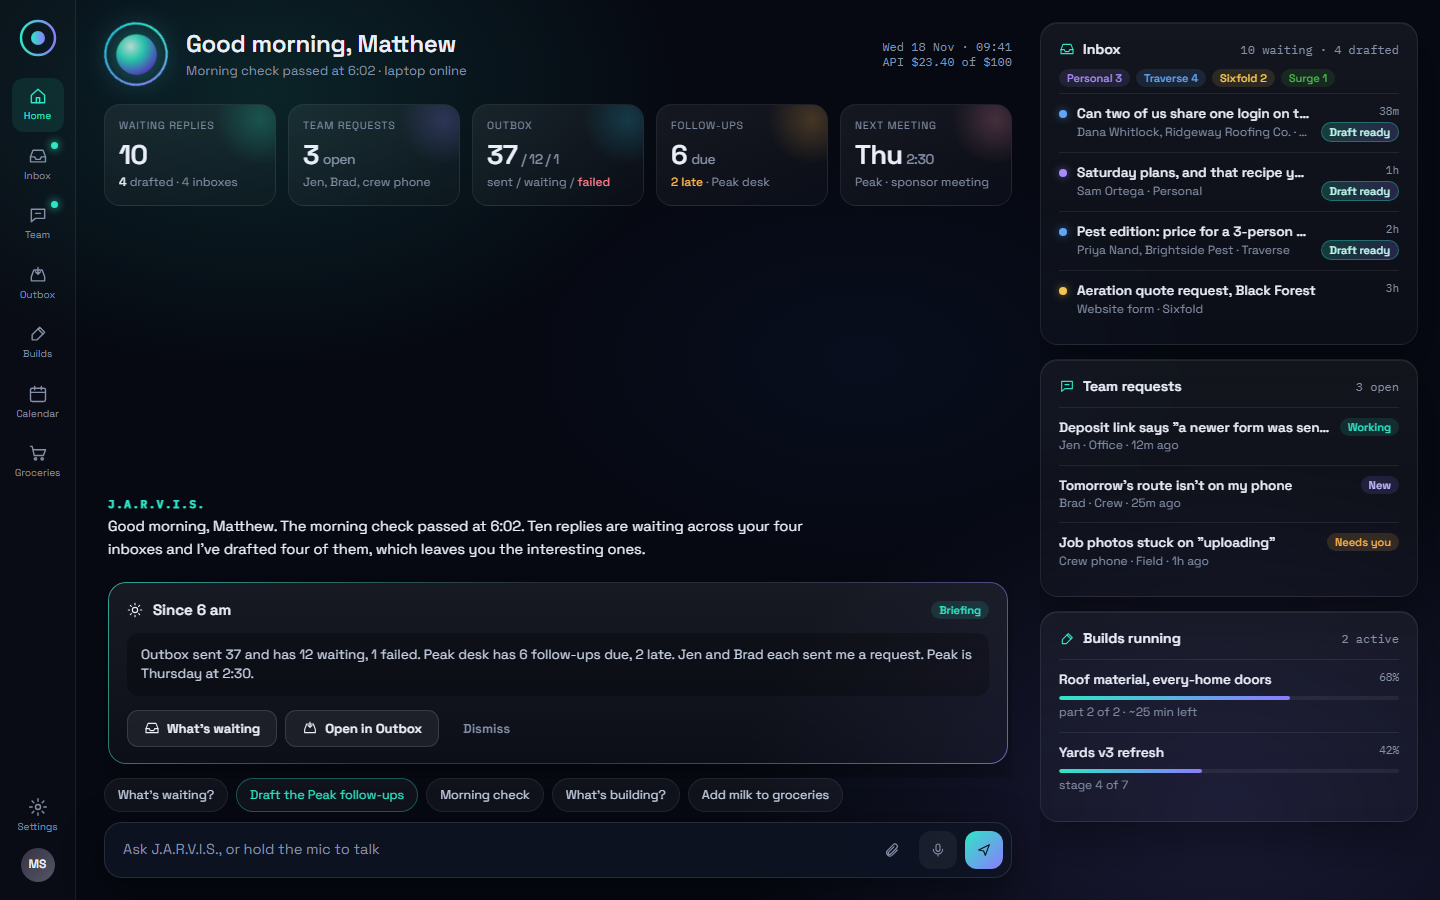 Home
Inbox
Team
Outbox
Builds
Calendar
Groceries
Settings
MS
Good morning, Matthew
Morning check passed at 6:02 · laptop online
Wed 18 Nov · 09:41
API $23.40 of $100
WAITING REPLIES
10
4 drafted · 4 inboxes
TEAM REQUESTS
3 open
Jen, Brad, crew phone
OUTBOX
37 / 12 / 1
sent / waiting / failed
FOLLOW-UPS
6 due
2 late · Peak desk
NEXT MEETING
Thu 2:30
Peak · sponsor meeting
J.A.R.V.I.S.
Good morning, Matthew. The morning check passed at 6:02. Ten replies are waiting across your four
inboxes and I've drafted four of them, which leaves you the interesting ones.
Since 6 am
Briefing
Outbox sent 37 and has 12 waiting, 1 failed. Peak desk has 6 follow-ups due, 2 late. Jen and Brad each sent me a request. Peak is
Thursday at 2:30.
What's waiting
Open in Outbox
Dismiss
What's waiting?
Draft the Peak follow-ups
Morning check
What's building?
Add milk to groceries
Ask J.A.R.V.I.S., or hold the mic to talk
Inbox
10 waiting · 4 drafted
Personal 3
Traverse 4
Sixfold 2
Surge 1
Can two of us share one login on t...
38m
Dana Whitlock, Ridgeway Roofing Co. · ...
Draft ready
Saturday plans, and that recipe y...
1h
Sam Ortega · Personal
Draft ready
Pest edition: price for a 3-person ...
2h
Priya Nand, Brightside Pest · Traverse
Draft ready
Aeration quote request, Black Forest
3h
Website form · Sixfold
Team requests
3 open
Deposit link says "a newer form was sen...
Working
Jen · Office · 12m ago
Tomorrow's route isn't on my phone
New
Brad · Crew · 25m ago
Job photos stuck on "uploading"
Needs you
Crew phone · Field · 1h ago
Builds running
2 active
Roof material, every-home doors
68%
part 2 of 2 · ~25 min left
Yards v3 refresh
42%
stage 4 of 7